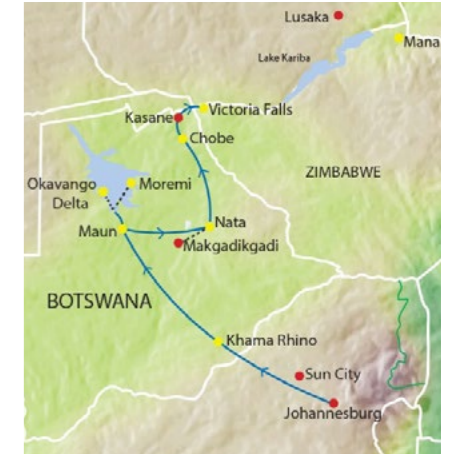 Lusaka
Mana
Lake Kariba
Victoria Falls
Kasane
Chobe
ZIMBABWE
Okavango
Delta
Moremi
Nata
Maun
Makgadikgadi
BOTSWANA
Khama Rhino
Sun City
Johannesburg